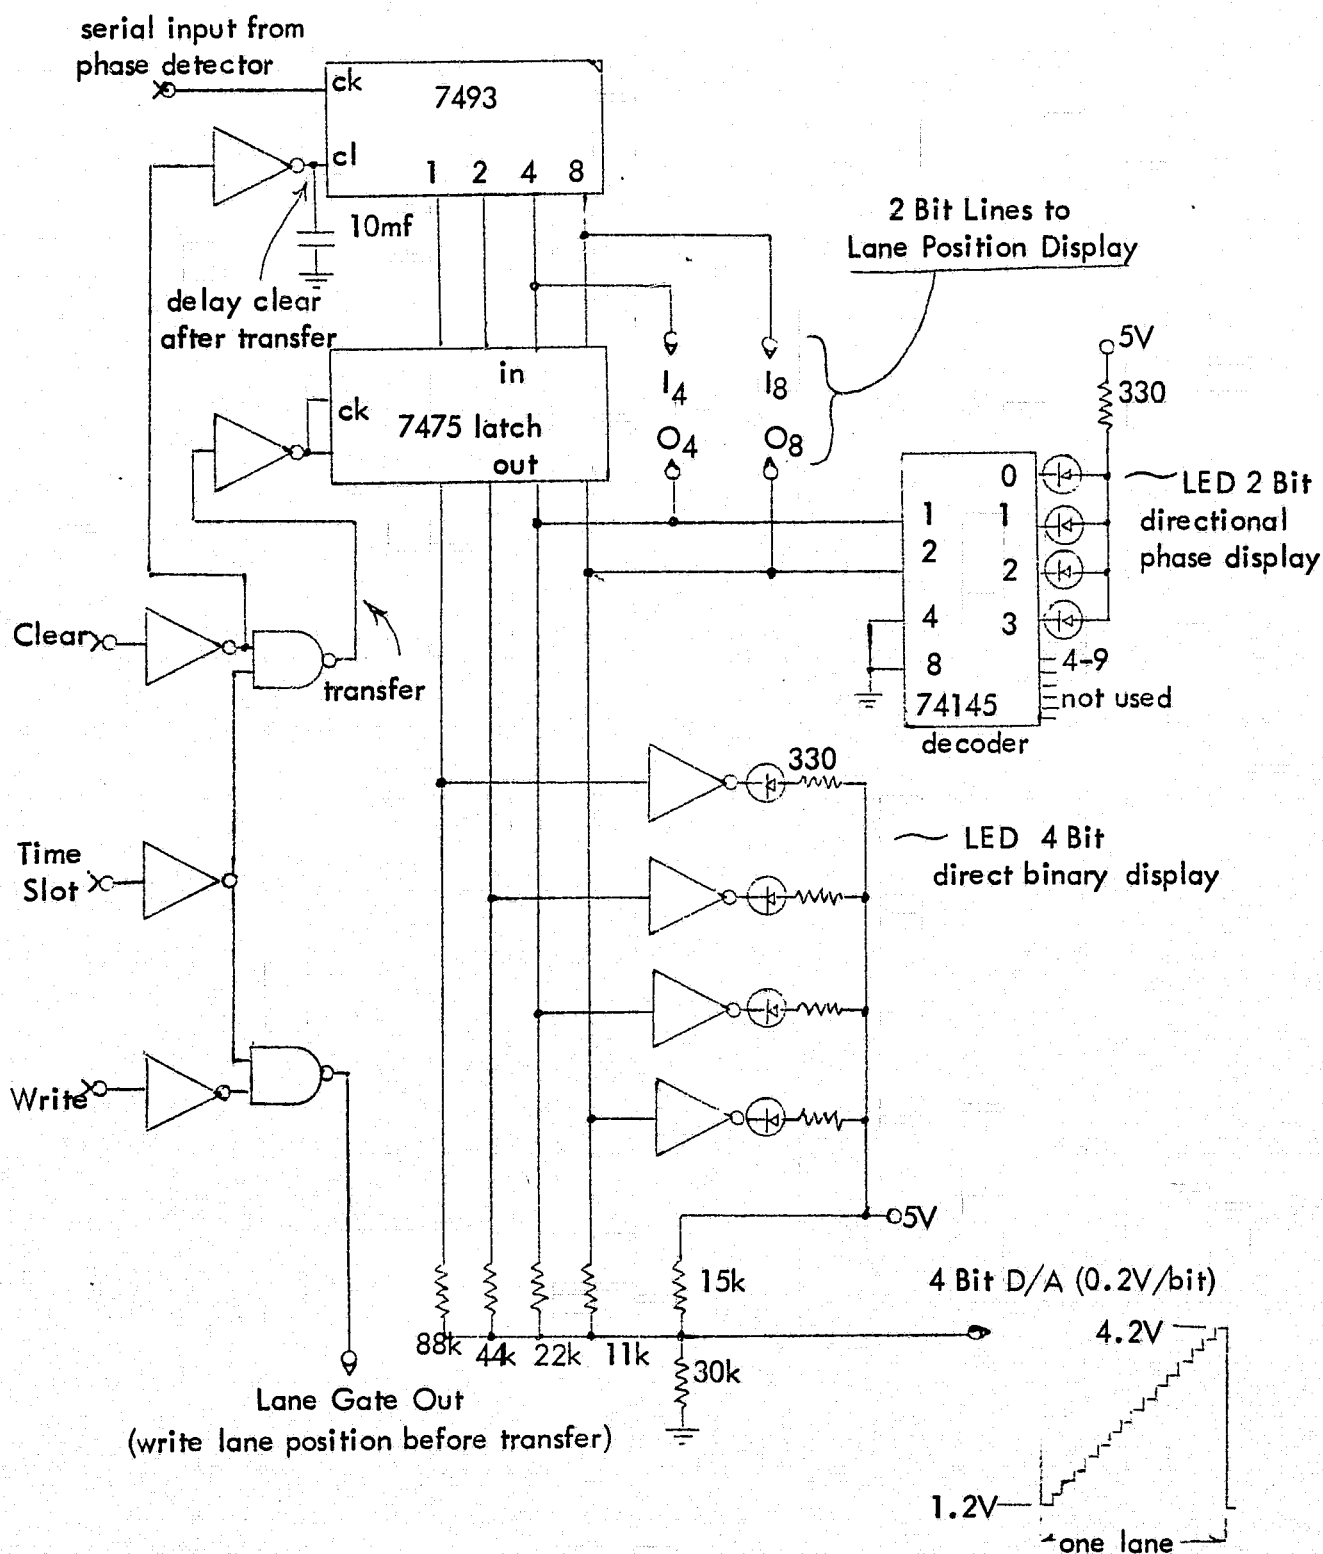 serial input from
phase detector
ck
7493
cl
1 2 4 8
10mf
delay clear
after transfer
2 Bit Lines to
Lane Position Display
in
ck
7475 latch
out
I4
I8
O4
O8
5V
330
0
1 1
2
2
4
3
8
4-9
not used
74145
decoder
LED 2 Bit
directional
phase display
Clear
transfer
330
LED 4 Bit
direct binary display
Time
Slot
Write
5V
15k
88k 44k 22k 11k
30k
4 Bit D/A (0.2V/bit)
4.2V
1.2V
one lane
Lane Gate Out
(write lane position before transfer)